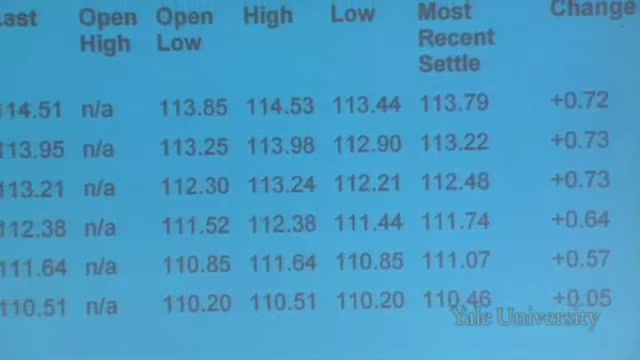 Last Open High Open Low High Low Most Recent Settle Change
114.51 n/a 113.85 114.53 113.44 113.79 +0.72
113.95 n/a 113.25 113.98 112.90 113.22 +0.73
113.21 n/a 112.30 113.24 112.21 112.48 +0.73
112.38 n/a 111.52 112.38 111.44 111.74 +0.64
111.64 n/a 110.85 111.64 110.85 111.07 +0.57
110.51 n/a 110.20 110.51 110.20 110.46 +0.05
Yale University